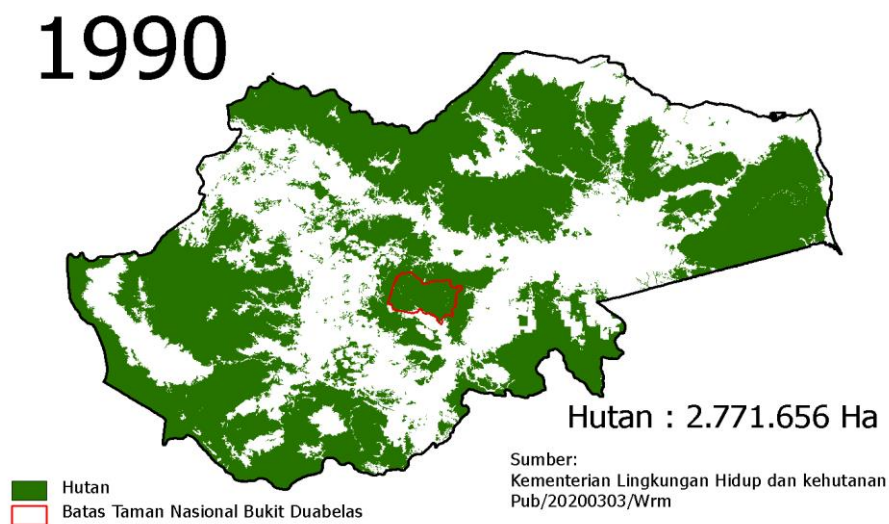 1990
Hutan : 2.771.656 Ha
Sumber:
Kementerian Lingkungan Hidup dan kehutanan
Pub/20200303/Wrm
Hutan
Batas Taman Nasional Bukit Duabelas